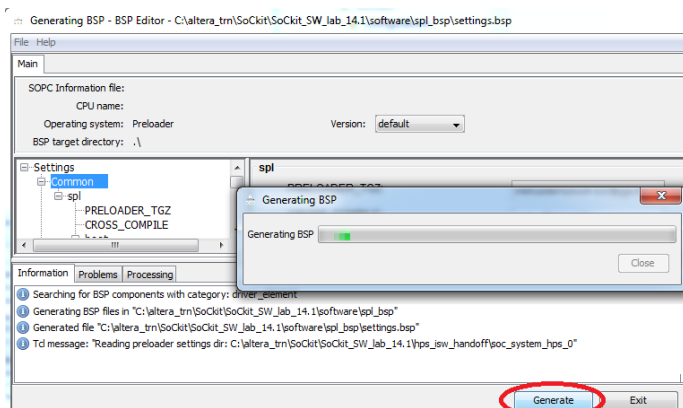 Generating BSP - BSP Editor - C:\altera_trn\SoCkit\SoCkit_SW_lab_14.1\software\spl_bsp\settings.bsp
File Help
Main
SOPC Information file:
CPU name:
Operating system: Preloader Version: default
BSP target directory: .\
Settings
Common
spl
PRELOADER_TGZ
CROSS_COMPILE
spl
PRELOADER_TGZ:
Generating BSP
Generating BSP
Close
Information Problems Processing
Searching for BSP components with category: driver_element
Generating BSP files in "C:\altera_trn\SoCkit\SoCkit_SW_lab_14.1\software\spl_bsp"
Generated file "C:\altera_trn\SoCkit\SoCkit_SW_lab_14.1\software\spl_bsp\settings.bsp"
Tcl message: "Reading preloader settings dir: C:\altera_trn\SoCkit\SoCkit_SW_lab_14.1\hps_isw_handoff\soc_system_hps_0"
Generate Exit